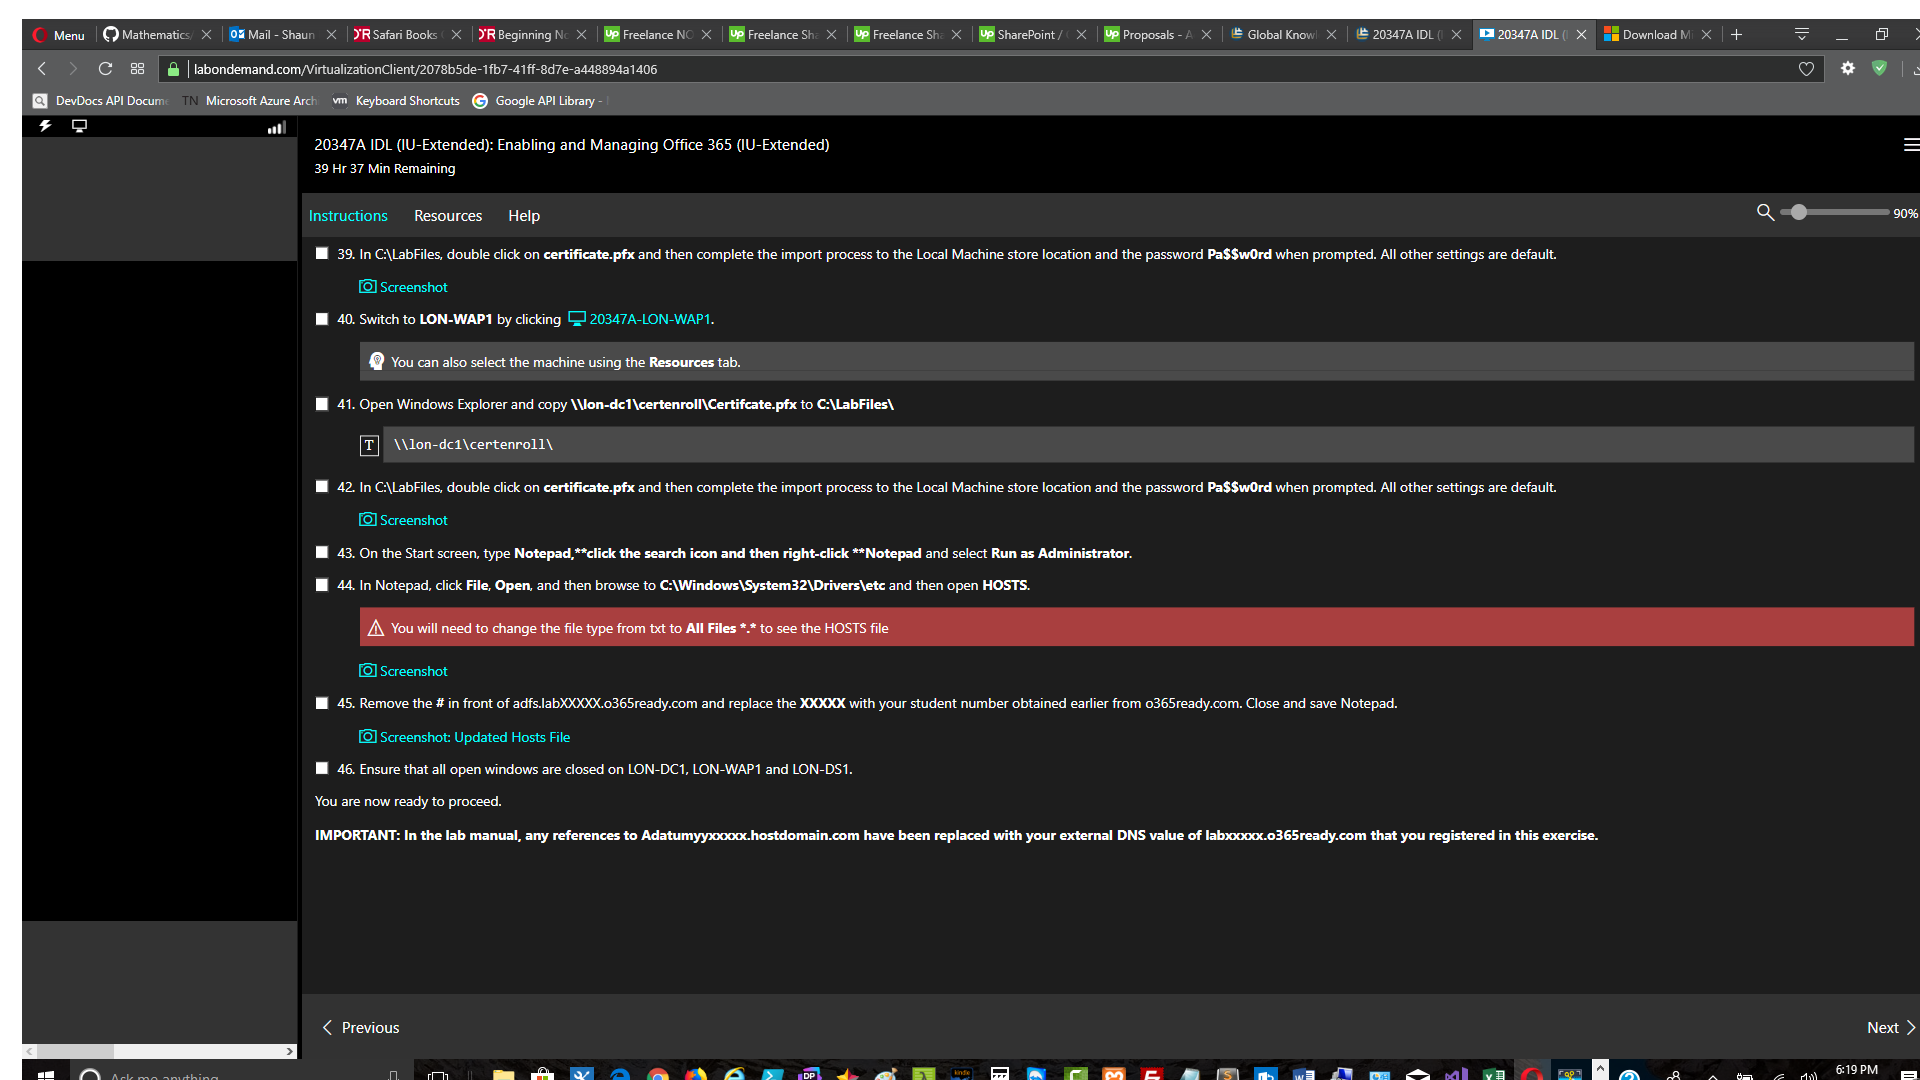 Menu
Mathematics
Mail - Shaun
Safari Books
Beginning No
Freelance NO
Freelance Sha
Freelance Sha
SharePoint /
Proposals - A
Global Knowl
20347A IDL (
20347A IDL (
Download Mi
labondemand.com/VirtualizationClient/2078b5de-1fb7-41ff-8d7e-a448894a1406
DevDocs API Docume
TN Microsoft Azure Arch
vm Keyboard Shortcuts
Google API Library -
20347A IDL (IU-Extended): Enabling and Managing Office 365 (IU-Extended)
39 Hr 37 Min Remaining
Instructions Resources Help
90%
39. In C:\LabFiles, double click on certificate.pfx and then complete the import process to the Local Machine store location and the password Pa$$w0rd when prompted. All other settings are default.
Screenshot
40. Switch to LON-WAP1 by clicking 20347A-LON-WAP1.
You can also select the machine using the Resources tab.
41. Open Windows Explorer and copy \\lon-dc1\certenroll\Certifcate.pfx to C:\LabFiles\
T \\lon-dc1\certenroll\
42. In C:\LabFiles, double click on certificate.pfx and then complete the import process to the Local Machine store location and the password Pa$$w0rd when prompted. All other settings are default.
Screenshot
43. On the Start screen, type Notepad,**click the search icon and then right-click **Notepad and select Run as Administrator.
44. In Notepad, click File, Open, and then browse to C:\Windows\System32\Drivers\etc and then open HOSTS.
You will need to change the file type from txt to All Files *.* to see the HOSTS file
Screenshot
45. Remove the # in front of adfs.labXXXXX.o365ready.com and replace the XXXXX with your student number obtained earlier from o365ready.com. Close and save Notepad.
Screenshot: Updated Hosts File
46. Ensure that all open windows are closed on LON-DC1, LON-WAP1 and LON-DS1.
You are now ready to proceed.
IMPORTANT: In the lab manual, any references to Adatumyyxxxxx.hostdomain.com have been replaced with your external DNS value of labxxxxx.o365ready.com that you registered in this exercise.
Previous
Next
Ask me anything
6:19 PM